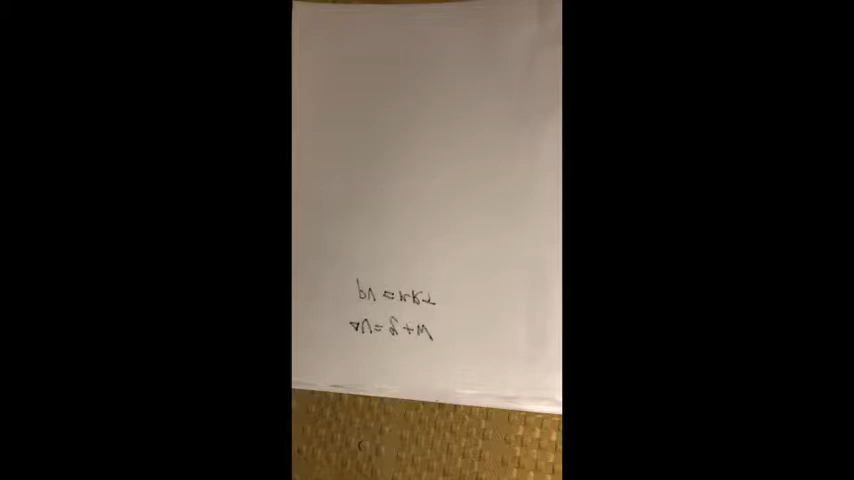 ΔU = q + W
PV = nRT